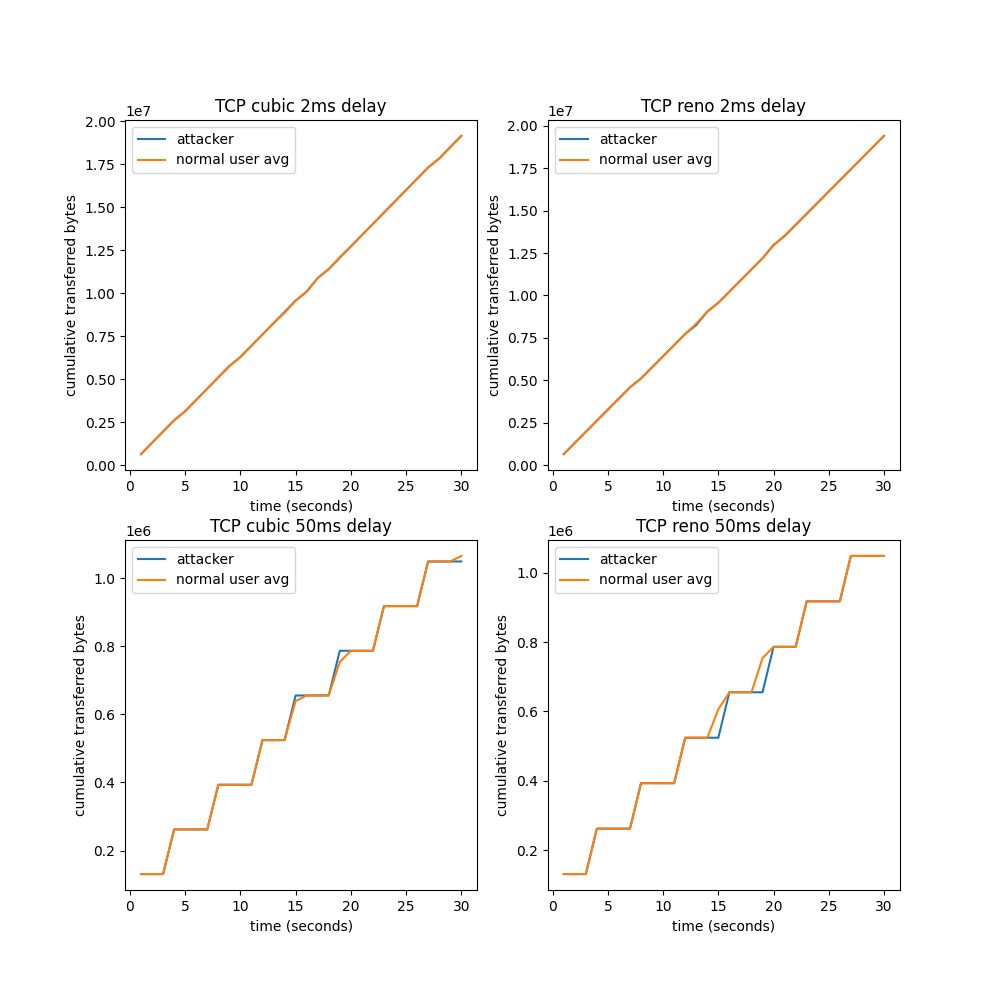 TCP cubic 2ms delay
1e7
attacker
normal user avg
2.00
1.75
1.50
1.25
1.00
0.75
0.50
0.25
0.00
cumulative transferred bytes
0 5 10 15 20 25 30
time (seconds)
TCP reno 2ms delay
1e7
attacker
normal user avg
2.00
1.75
1.50
1.25
1.00
0.75
0.50
0.25
0.00
cumulative transferred bytes
0 5 10 15 20 25 30
time (seconds)
TCP cubic 50ms delay
1e6
attacker
normal user avg
1.0
0.8
0.6
0.4
0.2
cumulative transferred bytes
0 5 10 15 20 25 30
time (seconds)
TCP reno 50ms delay
1e6
attacker
normal user avg
1.0
0.8
0.6
0.4
0.2
cumulative transferred bytes
0 5 10 15 20 25 30
time (seconds)